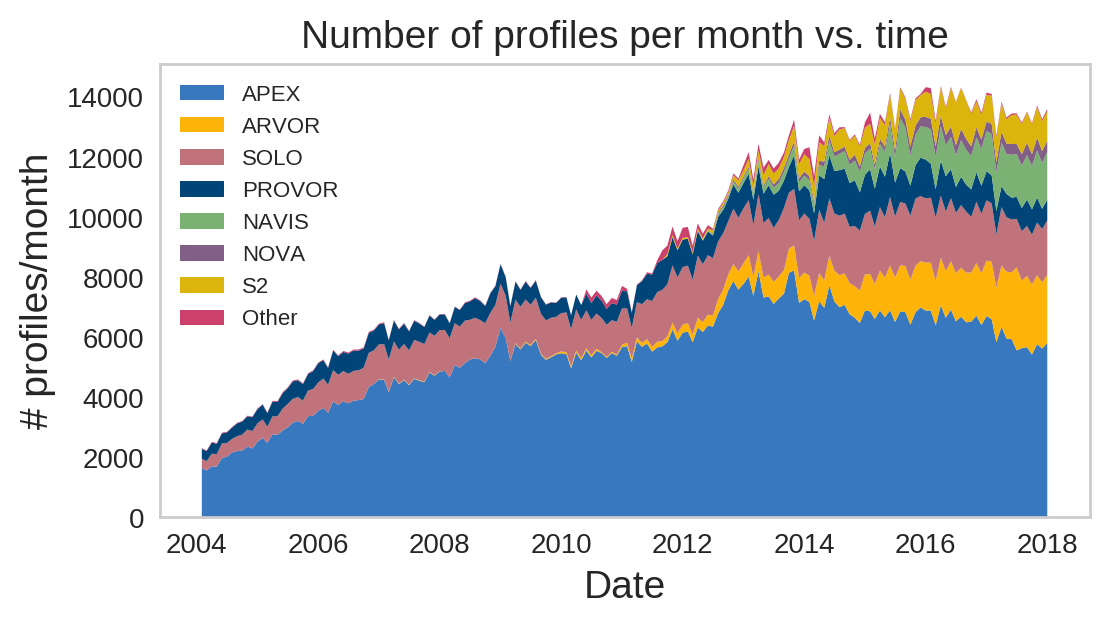 Number of profiles per month vs. time
# profiles/month
14000
12000
10000
8000
6000
4000
2000
0
APEX
ARVOR
SOLO
PROVOR
NAVIS
NOVA
S2
Other
2004 2006 2008 2010 2012 2014 2016 2018
Date